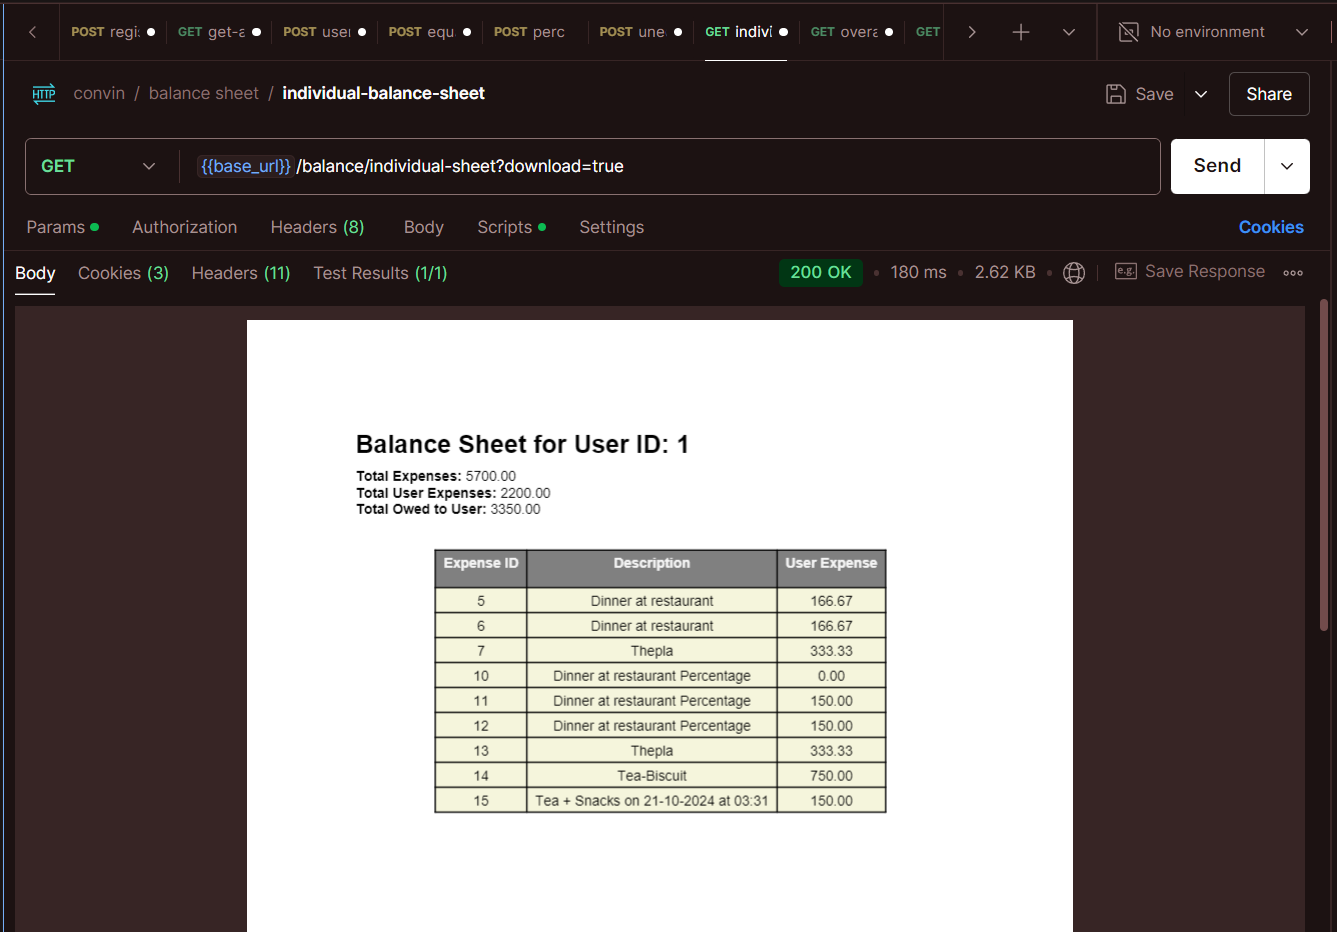 POST regi GET get-a POST user POST equ POST perc POST une GET indivi GET overa GET No environment
HTTP convin / balance sheet / individual-balance-sheet Save Share
GET {{base_url}} /balance/individual-sheet?download=true Send
Params Authorization Headers (8) Body Scripts Settings Cookies
Body Cookies (3) Headers (11) Test Results (1/1) 200 OK 180 ms 2.62 KB e.g. Save Response
Balance Sheet for User ID: 1
Total Expenses: 5700.00
Total User Expenses: 2200.00
Total Owed to User: 3350.00
Expense ID Description User Expense
5 Dinner at restaurant 166.67
6 Dinner at restaurant 166.67
7 Thepla 333.33
10 Dinner at restaurant Percentage 0.00
11 Dinner at restaurant Percentage 150.00
12 Dinner at restaurant Percentage 150.00
13 Thepla 333.33
14 Tea-Biscuit 750.00
15 Tea + Snacks on 21-10-2024 at 03:31 150.00